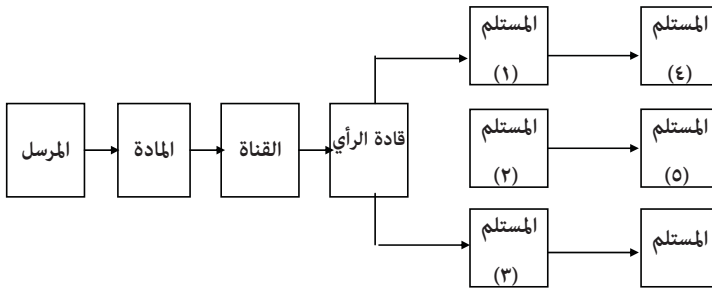 المستلم
(١)
المستلم
(٤)
المرسل
المادة
القناة
قادة الرأي
المستلم
(٢)
المستلم
(٥)
المستلم
(٣)
المستلم